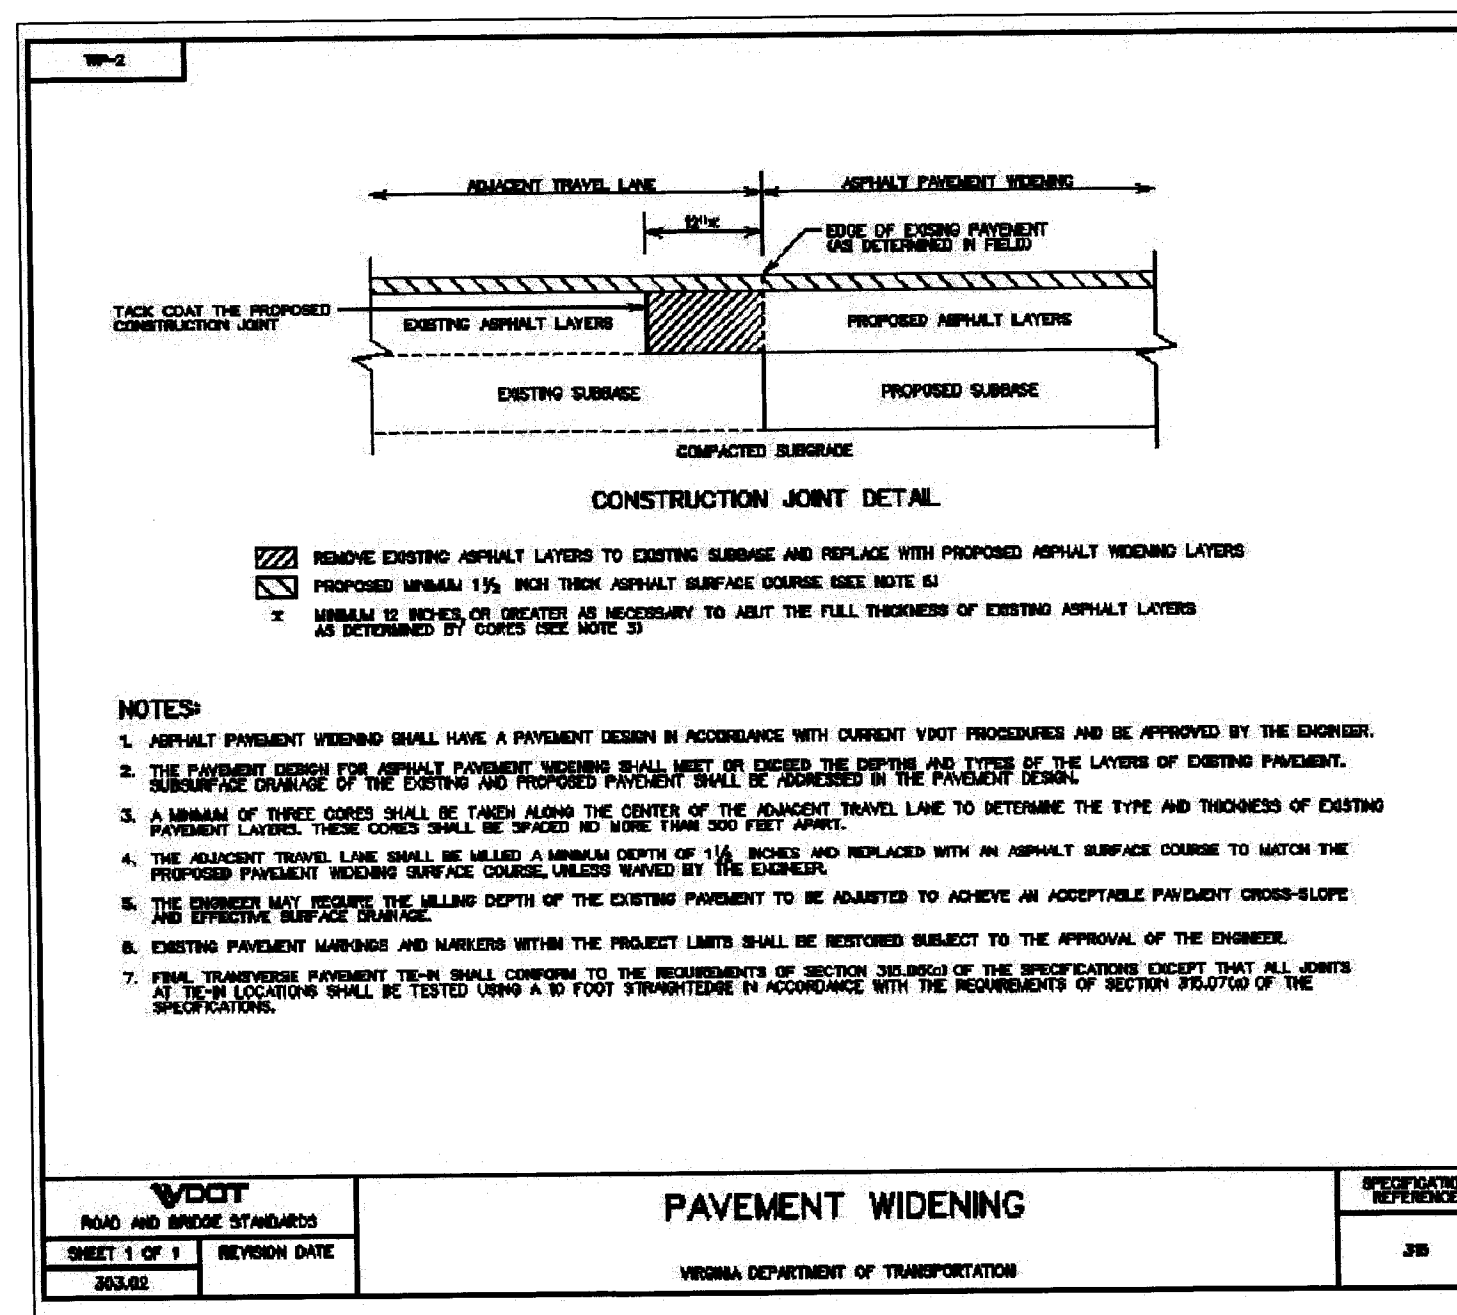 WP-2
ADJACENT TRAVEL LANE
ASPHALT PAVEMENT WIDENING
12"*
EDGE OF EXISING PAVEMENT
(AS DETERMINED IN FIELD)
TACK COAT THE PROPOSED
CONSTRUCTION JOINT
EXISTING ASPHALT LAYERS
PROPOSED ASPHALT LAYERS
EXISTING SUBBASE
PROPOSED SUBBASE
COMPACTED SUBGRADE
CONSTRUCTION JOINT DETAIL
REMOVE EXISTING ASPHALT LAYERS TO EXISTING SUBBASE AND REPLACE WITH PROPOSED ASPHALT WIDENING LAYERS
PROPOSED MINIMUM 1½ INCH THICK ASPHALT SURFACE COURSE (SEE NOTE 5)
* MINIMUM 12 INCHES, OR GREATER AS NECESSARY TO ABUT THE FULL THICKNESS OF EXISTING ASPHALT LAYERS
AS DETERMINED BY CORES (SEE NOTE 3)
NOTES:
1. ASPHALT PAVEMENT WIDENING SHALL HAVE A PAVEMENT DESIGN IN ACCORDANCE WITH CURRENT VDOT PROCEDURES AND BE APPROVED BY THE ENGINEER.
2. THE PAVEMENT DESIGN FOR ASPHALT PAVEMENT WIDENING SHALL MEET OR EXCEED THE DEPTHS AND TYPES OF THE LAYERS OF EXISTING PAVEMENT.
SUBSURFACE DRAINAGE OF THE EXISTING AND PROPOSED PAVEMENT SHALL BE ADDRESSED IN THE PAVEMENT DESIGN.
3. A MINIMUM OF THREE CORES SHALL BE TAKEN ALONG THE CENTER OF THE ADJACENT TRAVEL LANE TO DETERMINE THE TYPE AND THICKNESS OF EXISTING
PAVEMENT LAYERS. THESE CORES SHALL BE SPACED NO MORE THAN 500 FEET APART.
4. THE ADJACENT TRAVEL LANE SHALL BE MILLED A MINIMUM DEPTH OF 1½ INCHES AND REPLACED WITH AN ASPHALT SURFACE COURSE TO MATCH THE
PROPOSED PAVEMENT WIDENING SURFACE COURSE, UNLESS WAIVED BY THE ENGINEER.
5. THE ENGINEER MAY REQUIRE THE MILLING DEPTH OF THE EXISTING PAVEMENT TO BE ADJUSTED TO ACHIEVE AN ACCEPTABLE PAVEMENT CROSS-SLOPE
AND EFFECTIVE SURFACE DRAINAGE.
6. EXISTING PAVEMENT MARKINGS AND MARKERS WITHIN THE PROJECT LIMITS SHALL BE RESTORED SUBJECT TO THE APPROVAL OF THE ENGINEER.
7. FINAL TRANSVERSE PAVEMENT TIE-IN SHALL CONFORM TO THE REQUIREMENTS OF SECTION 315.05(c) OF THE SPECIFICATIONS EXCEPT THAT ALL JOINTS
AT TIE-IN LOCATIONS SHALL BE TESTED USING A 10 FOOT STRAIGHTEDGE IN ACCORDANCE WITH THE REQUIREMENTS OF SECTION OF THE
SPECIFICATIONS.
VDOT
ROAD AND BRIDGE STANDARDS
SHEET 1 OF 1
REVISION DATE
303.02
PAVEMENT WIDENING
VIRGINIA DEPARTMENT OF TRANSPORTATION
SPECIFICATIO
REFERENCE
315